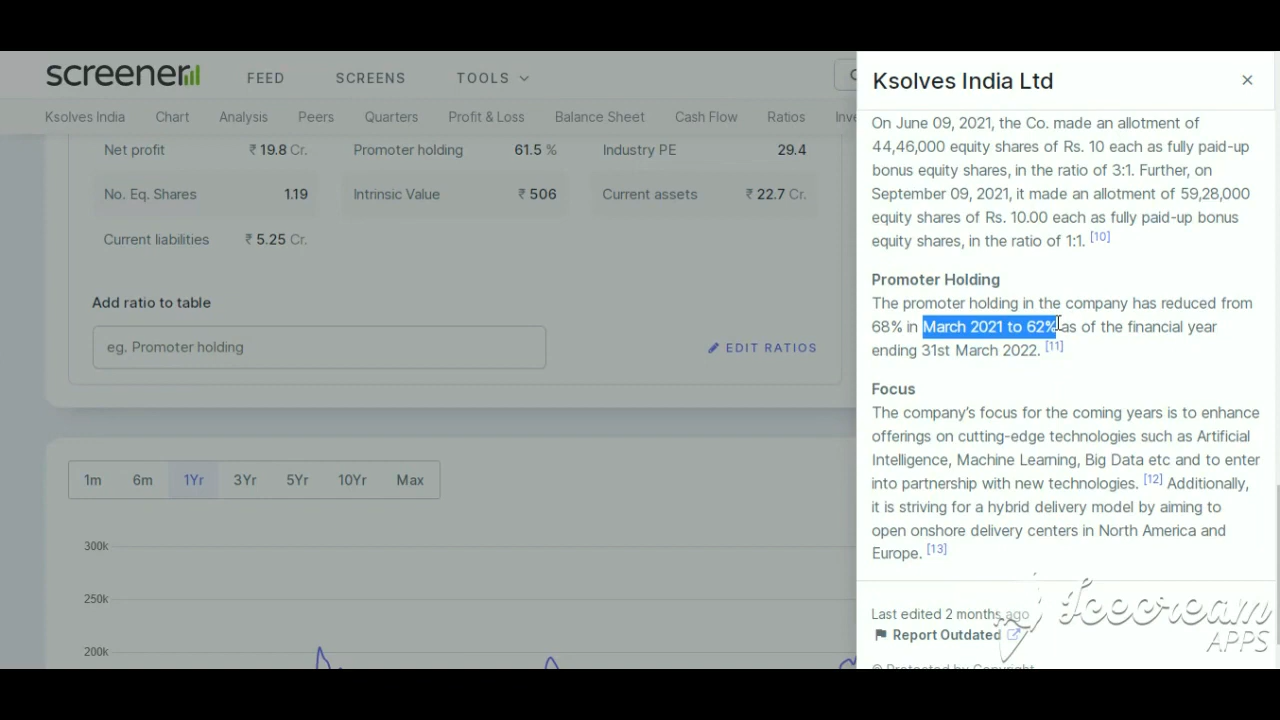 screener
FEED
SCREENS
TOOLS
Ksolves India
Chart
Analysis
Peers
Quarters
Profit & Loss
Balance Sheet
Cash Flow
Ratios
Net profit
₹ 19.8 Cr.
Promoter holding
61.5 %
Industry PE
29.4
No. Eq. Shares
1.19
Intrinsic Value
₹ 506
Current assets
₹ 22.7 Cr.
Current liabilities
₹ 5.25 Cr.
Add ratio to table
eg. Promoter holding
EDIT RATIOS
1m
6m
1Yr
3Yr
5Yr
10Yr
Max
300k
250k
200k
Ksolves India Ltd
On June 09, 2021, the Co. made an allotment of
44,46,000 equity shares of Rs. 10 each as fully paid-up
bonus equity shares, in the ratio of 3:1. Further, on
September 09, 2021, it made an allotment of 59,28,000
equity shares of Rs. 10.00 each as fully paid-up bonus
equity shares, in the ratio of 1:1. [10]
Promoter Holding
The promoter holding in the company has reduced from
68% in March 2021 to 62% as of the financial year
ending 31st March 2022. [11]
Focus
The company's focus for the coming years is to enhance
offerings on cutting-edge technologies such as Artificial
Intelligence, Machine Learning, Big Data etc and to enter
into partnership with new technologies. [12] Additionally,
it is striving for a hybrid delivery model by aiming to
open onshore delivery centers in North America and
Europe. [13]
Last edited 2 months ago
Report Outdated
© Protected by Copyright
Icecream
APPS